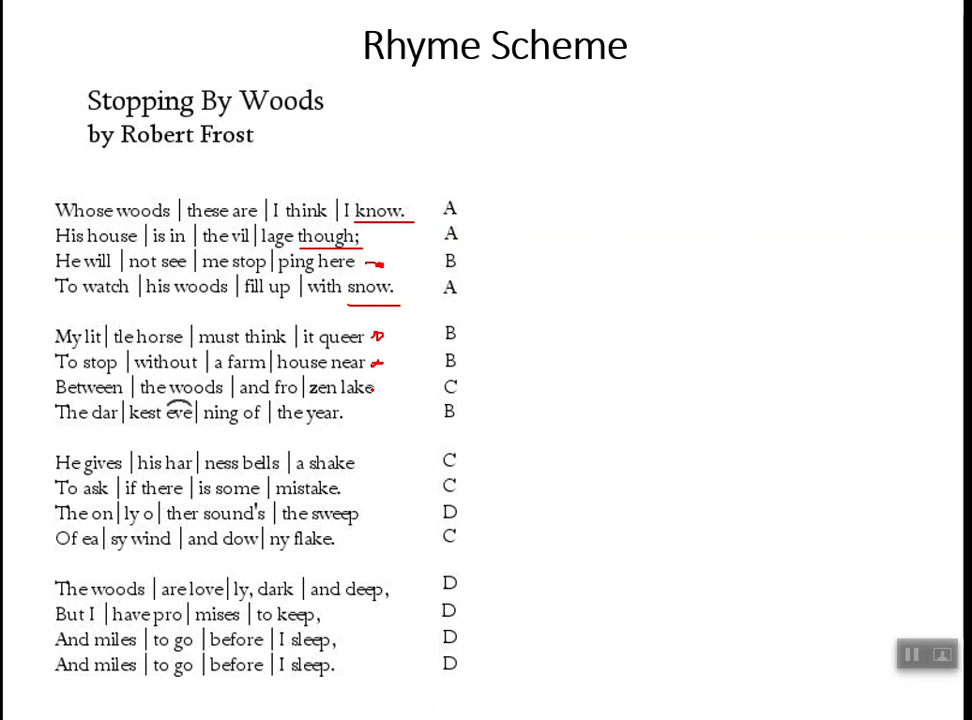 Rhyme Scheme
Stopping By Woods
by Robert Frost
Whose woods | these are | I think | I know. A
His house | is in | the vil | lage though; A
He will | not see | me stop | ping here B
To watch | his woods | fill up | with snow. A
My lit | tle horse | must think | it queer B
To stop | without | a farm | house near B
Between | the woods | and fro | zen lake C
The dar | kest eve | ning of | the year. B
He gives | his har | ness bells | a shake C
To ask | if there | is some | mistake. C
The on | ly o | ther sound's | the sweep D
Of ea | sy wind | and dow | ny flake. C
The woods | are love | ly, dark | and deep, D
But I | have pro | mises | to keep, D
And miles | to go | before | I sleep, D
And miles | to go | before | I sleep. D